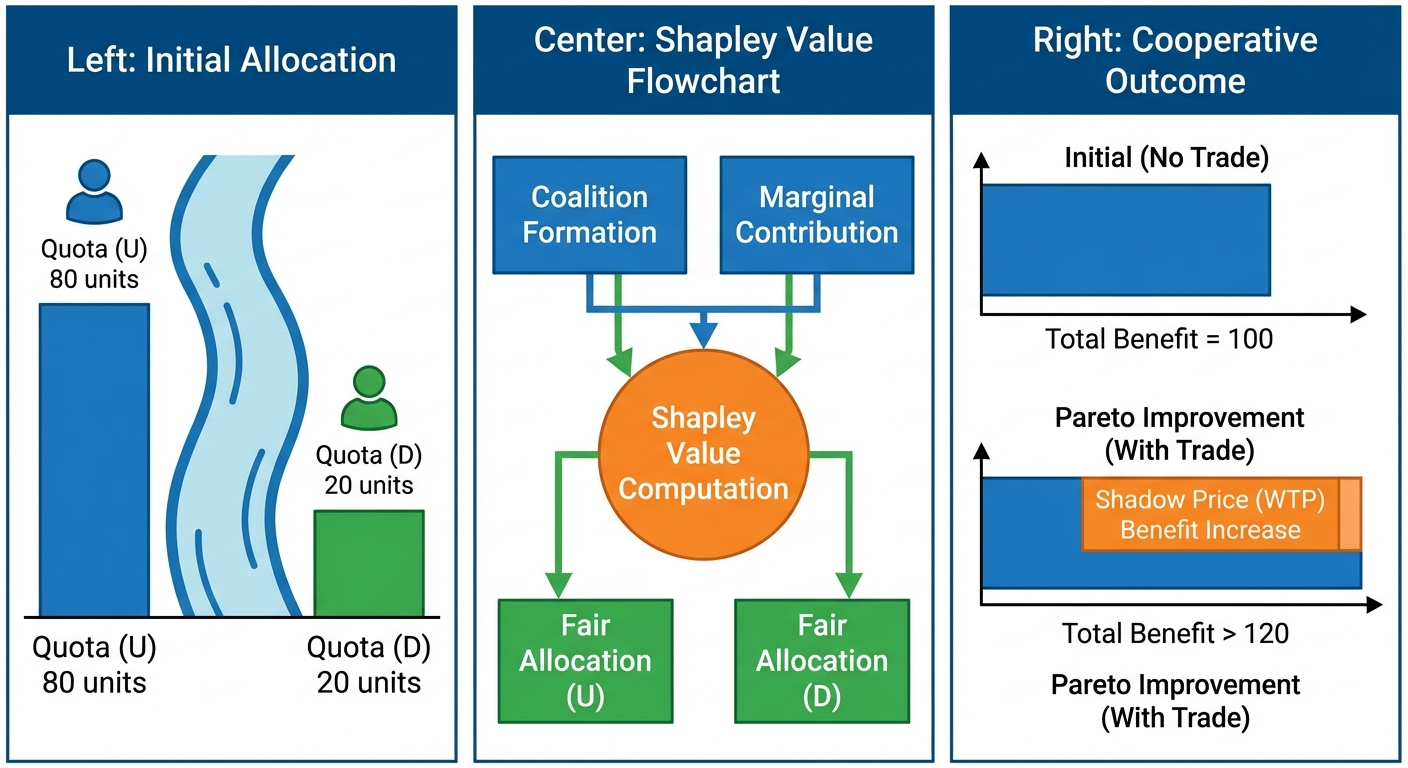 Left: Initial Allocation
Quota (U)
80 units
Quota (D)
20 units
Quota (U)
80 units
Quota (D)
20 units
Center: Shapley Value
Flowchart
Coalition
Formation
Marginal
Contribution
Shapley
Value
Computation
Fair
Allocation
(U)
Fair
Allocation
(D)
Right: Cooperative
Outcome
Initial (No Trade)
Total Benefit = 100
Pareto Improvement
(With Trade)
Shadow Price (WTP)
Benefit Increase
Total Benefit > 120
Pareto Improvement
(With Trade)